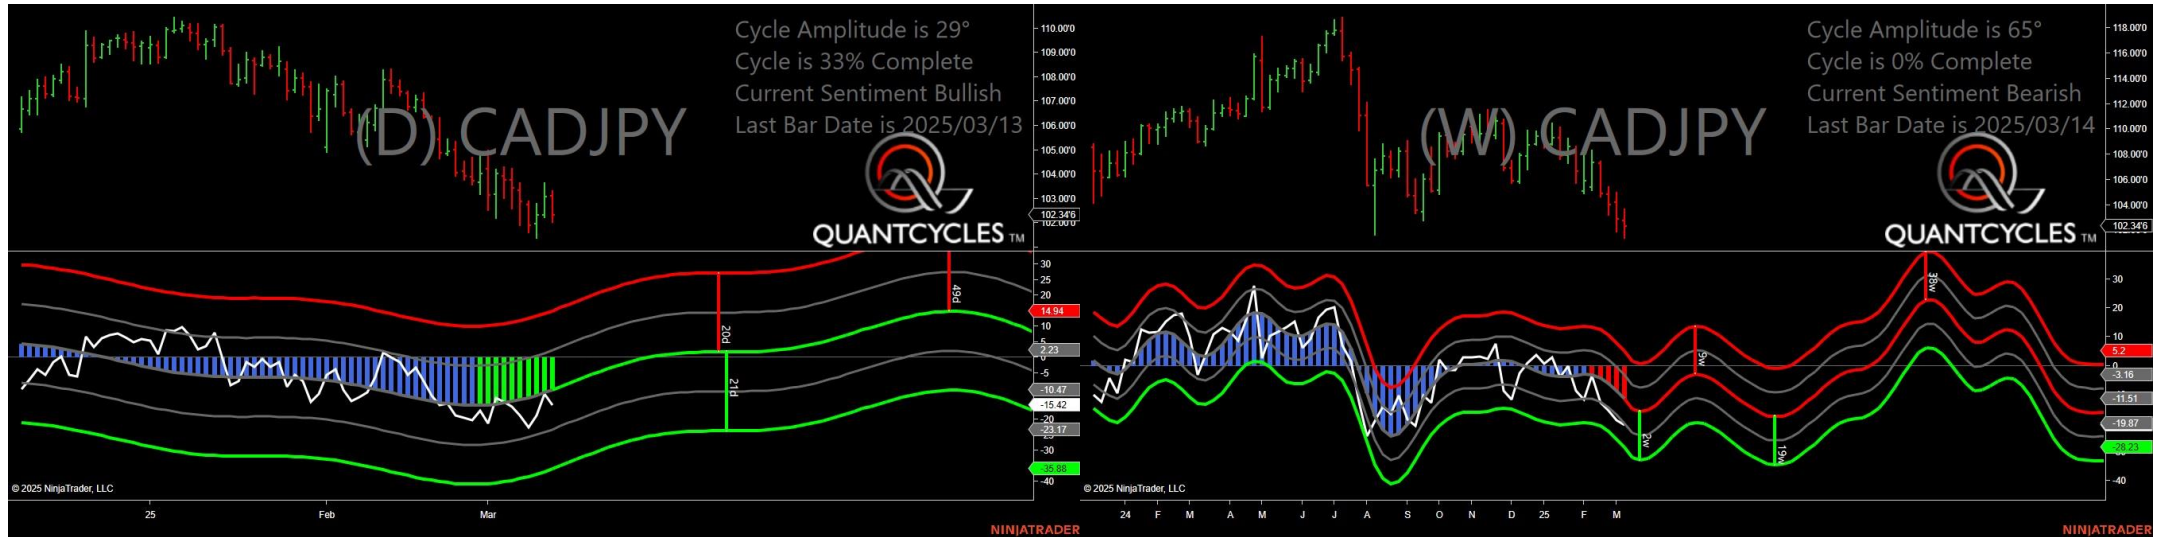 Cycle Amplitude is 29°
Cycle is 33% Complete
Current Sentiment Bullish
Last Bar Date is 2025/03/13
(D) CADJPY
QUANTCYCLES TM
110.00'0
109.00'0
108.00'0
107.00'0
106.00'0
105.00'0
104.00'0
103.00'0
102.34'6
102.00'0
30
25
20
14.94
10
5
2.23
-5
-10.47
-15.42
-20
-23.17
-30
-35.88
-40
20d
21d
49d
© 2025 NinjaTrader, LLC
25 Feb Mar
NINJATRADER
Cycle Amplitude is 65°
Cycle is 0% Complete
Current Sentiment Bearish
Last Bar Date is 2025/03/14
(W) CADJPY
QUANTCYCLES TM
118.00'0
116.00'0
114.00'0
112.00'0
110.00'0
108.00'0
106.00'0
104.00'0
102.34'6
30
20
10
5.2
0
-3.16
-11.51
-19.87
-28.23
-40
2w
9w
19w
38w
© 2025 NinjaTrader, LLC
24 F M A M J J A S O N D 25 F M
NINJATRADER